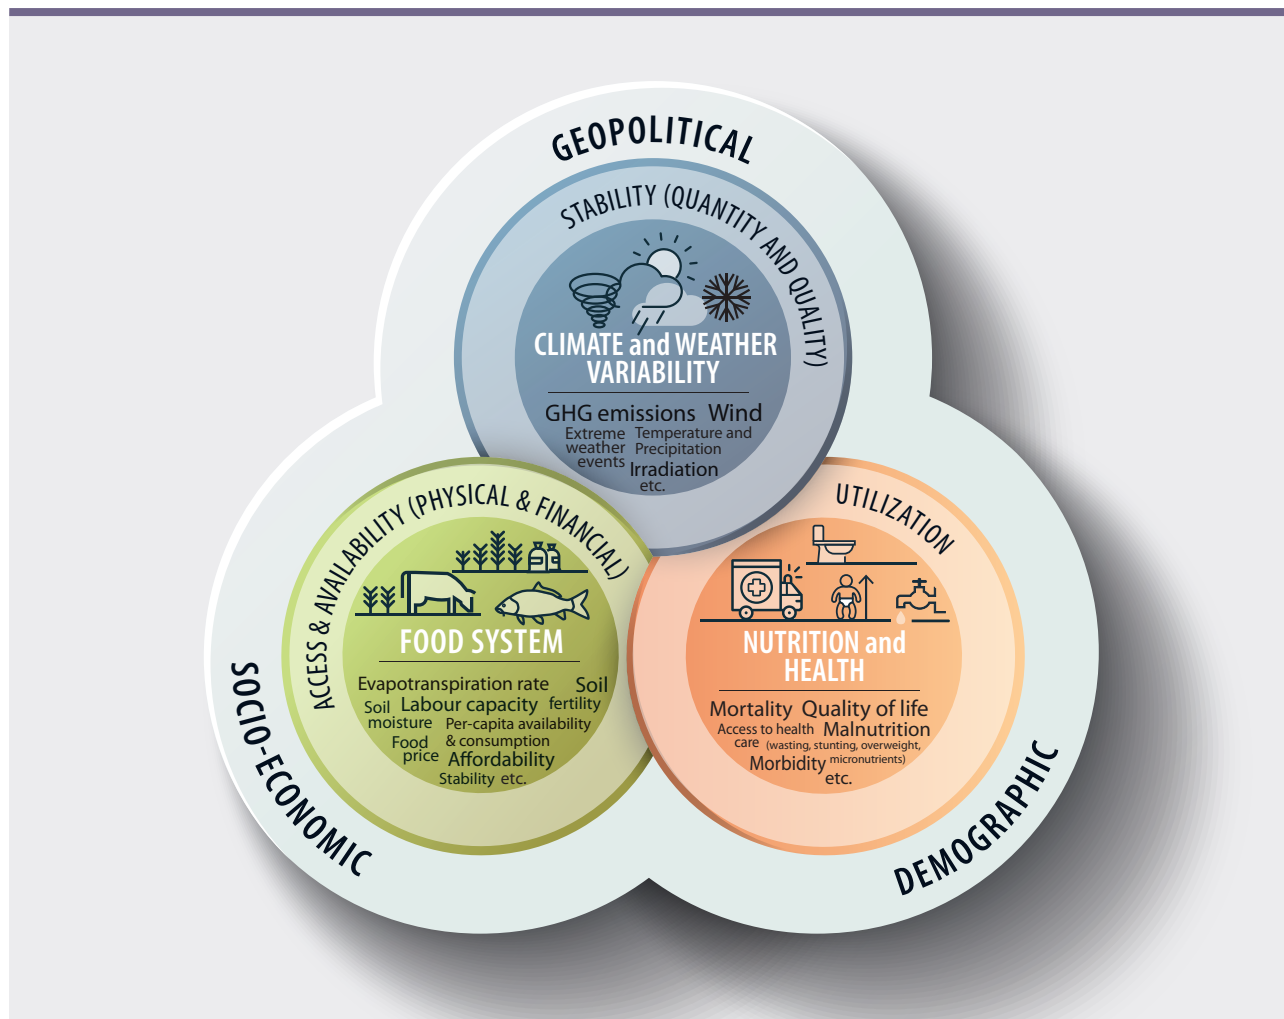 GEOPOLITICAL
STABILITY (QUANTITY AND QUALITY)
CLIMATE and WEATHER
VARIABILITY
GHG emissions Wind
Extreme weather events
Temperature and
Precipitation
Irradiation
etc.
ACCESS & AVAILABILITY (PHYSICAL & FINANCIAL)
FOOD SYSTEM
Evapotranspiration rate
Soil fertility
Soil moisture
Labour capacity
Per-capita availability
& consumption
Food price
Affordability
Stability etc.
SOCIO-ECONOMIC
UTILIZATION
NUTRITION and
HEALTH
Mortality Quality of life
Access to health care
Malnutrition
(wasting, stunting, overweight,
micronutrients)
Morbidity
etc.
DEMOGRAPHIC